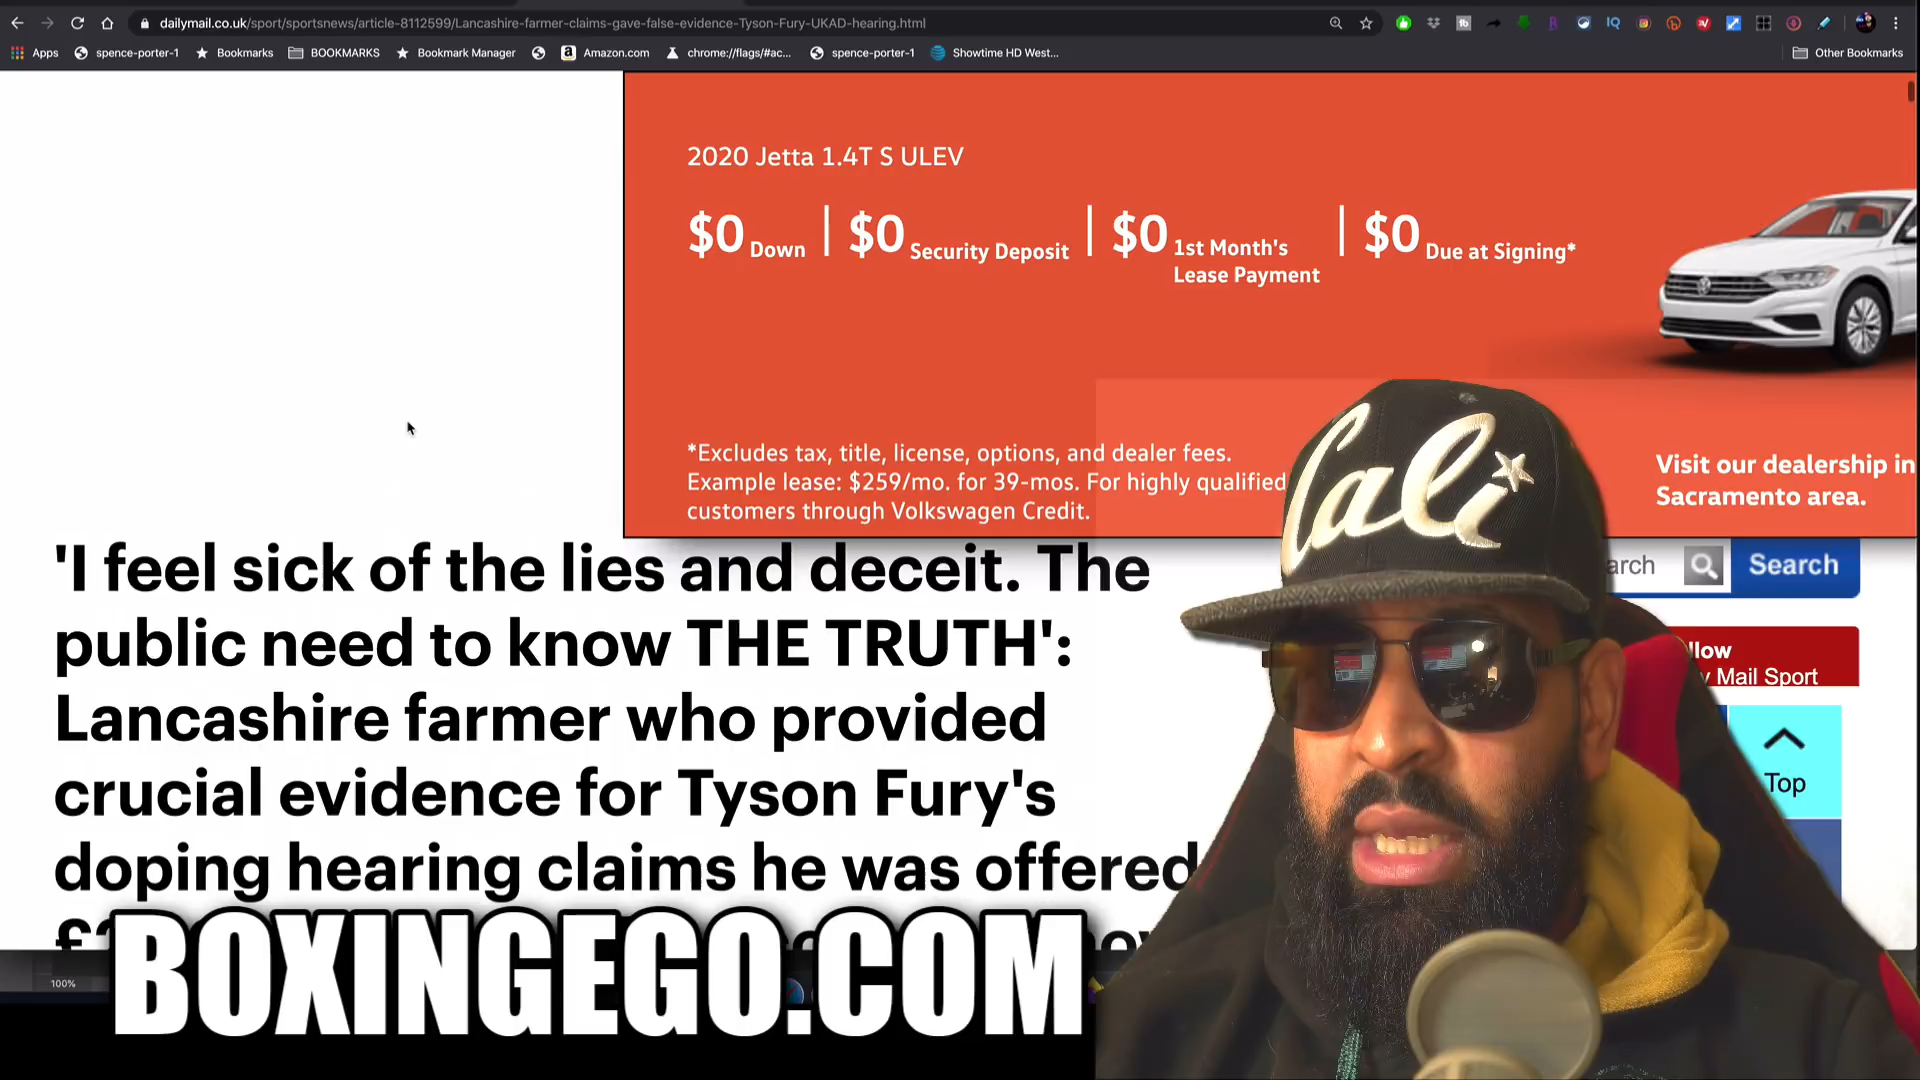 dailymail.co.uk/sport/sportsnews/article-8112599/Lancashire-farmer-claims-gave-false-evidence-Tyson-Fury-UKAD-hearing.html
Apps spence-porter-1 Bookmarks BOOKMARKS Bookmark Manager Amazon.com chrome://flags/#ac... spence-porter-1 Showtime HD West... Other Bookmarks
2020 Jetta 1.4T S ULEV
$0 Down $0 Security Deposit $0 1st Month's Lease Payment $0 Due at Signing*
*Excludes tax, title, license, options, and dealer fees.
Example lease: $259/mo. for 39-mos. For highly qualified
customers through Volkswagen Credit.
Visit our dealership in
Sacramento area.
Cali
Search
Mail Sport
Top
'I feel sick of the lies and deceit. The
public need to know THE TRUTH':
Lancashire farmer who provided
crucial evidence for Tyson Fury's
doping hearing claims he was offered
BOXINGEGO.COM
100%